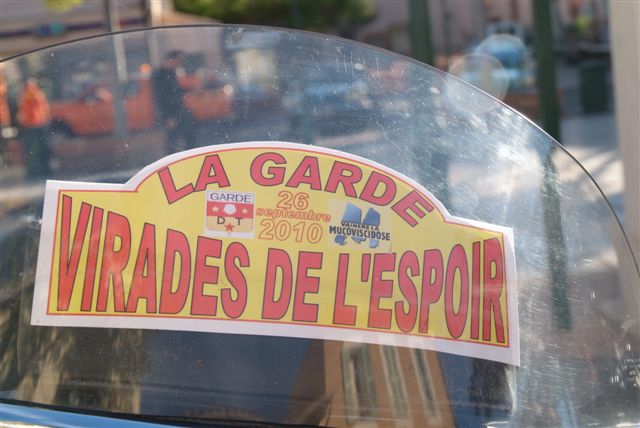 LA GARDE
GARDE
D T
26
septembre
2010
VAINCRE LA
MUCOVISCIDOSE
VIRADES DE L'ESPOIR